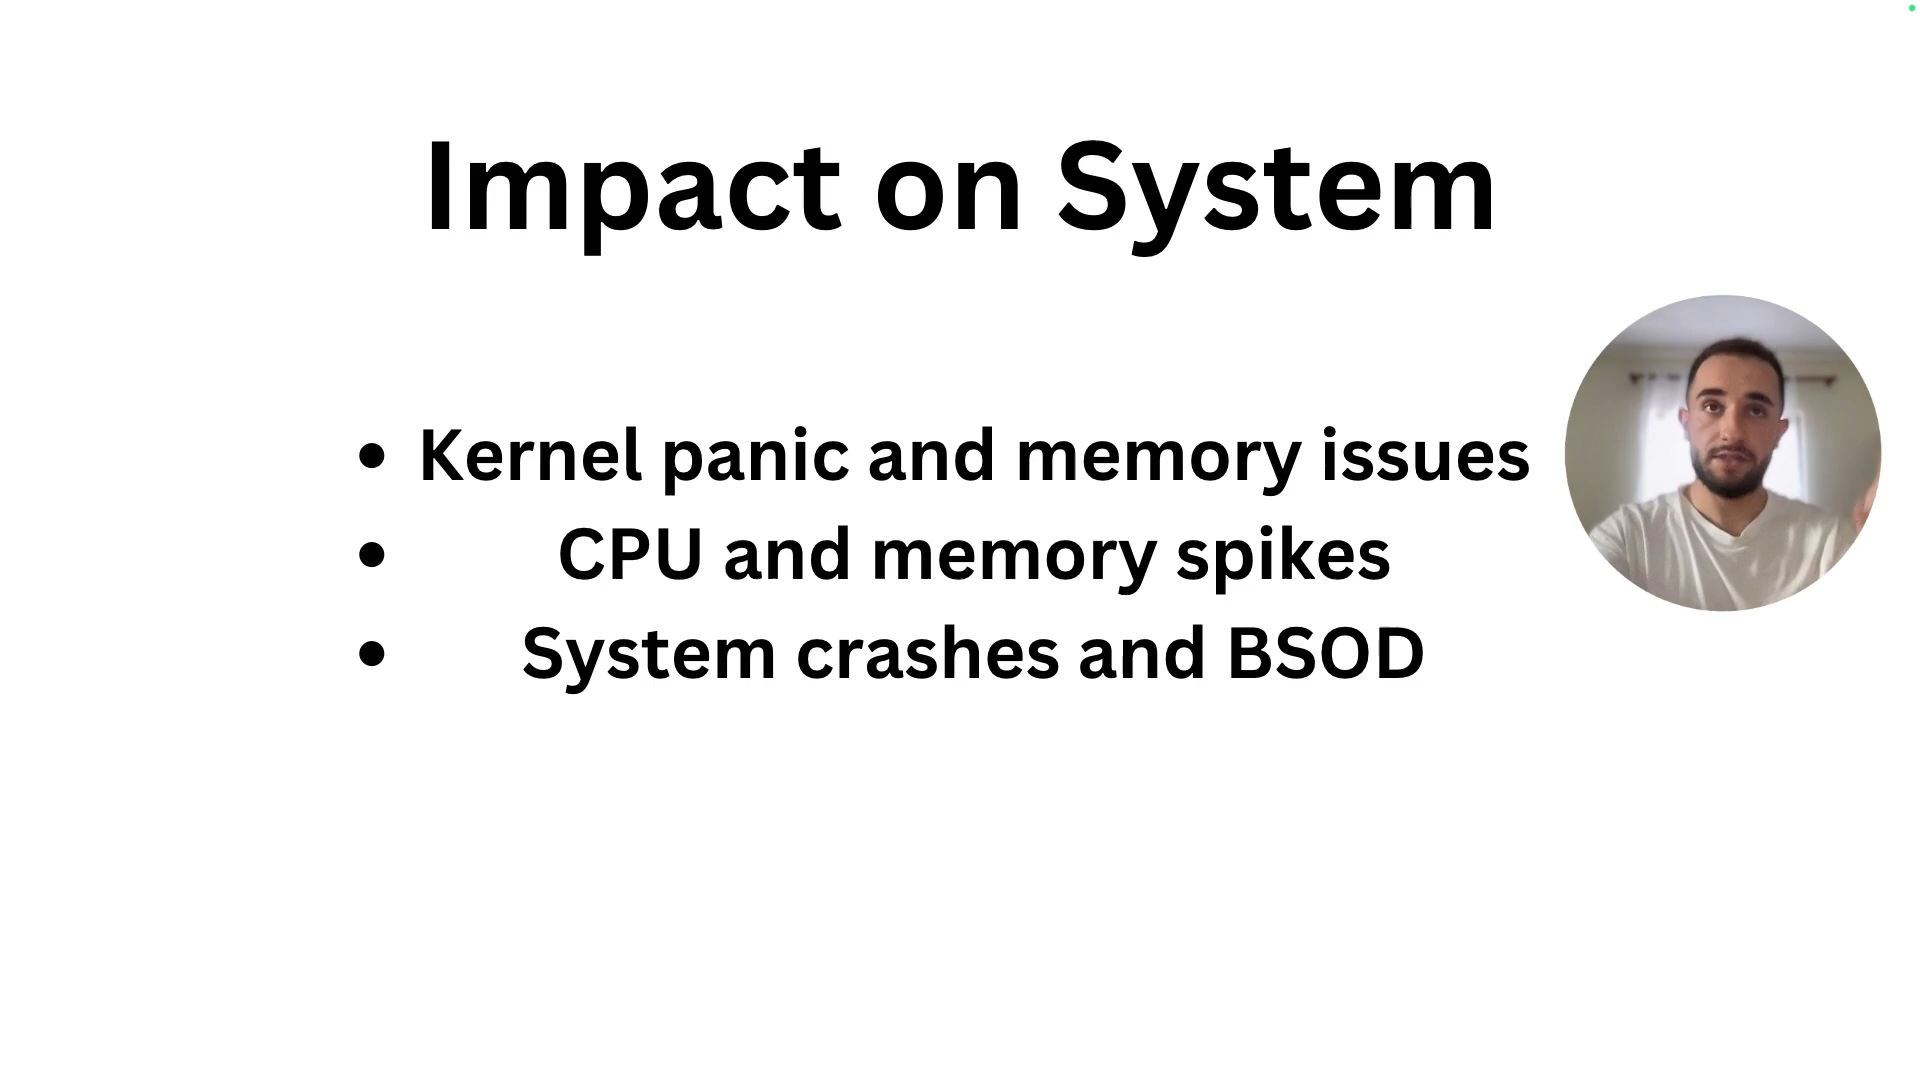 Impact on System
• Kernel panic and memory issues
• CPU and memory spikes
• System crashes and BSOD